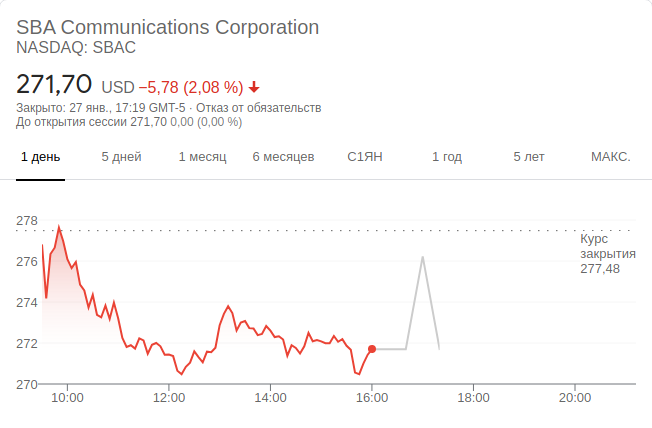 SBA Communications Corporation
NASDAQ: SBAC
271,70 USD −5,78 (2,08 %)
Закрыто: 27 янв., 17:19 GMT-5 · Отказ от обязательств
До открытия сессии 271,70 0,00 (0,00 %)
1 день 5 дней 1 месяц 6 месяцев С1ЯН 1 год 5 лет МАКС.
278
276
274
272
270
Курс
закрытия
277,48
10:00 12:00 14:00 16:00 18:00 20:00